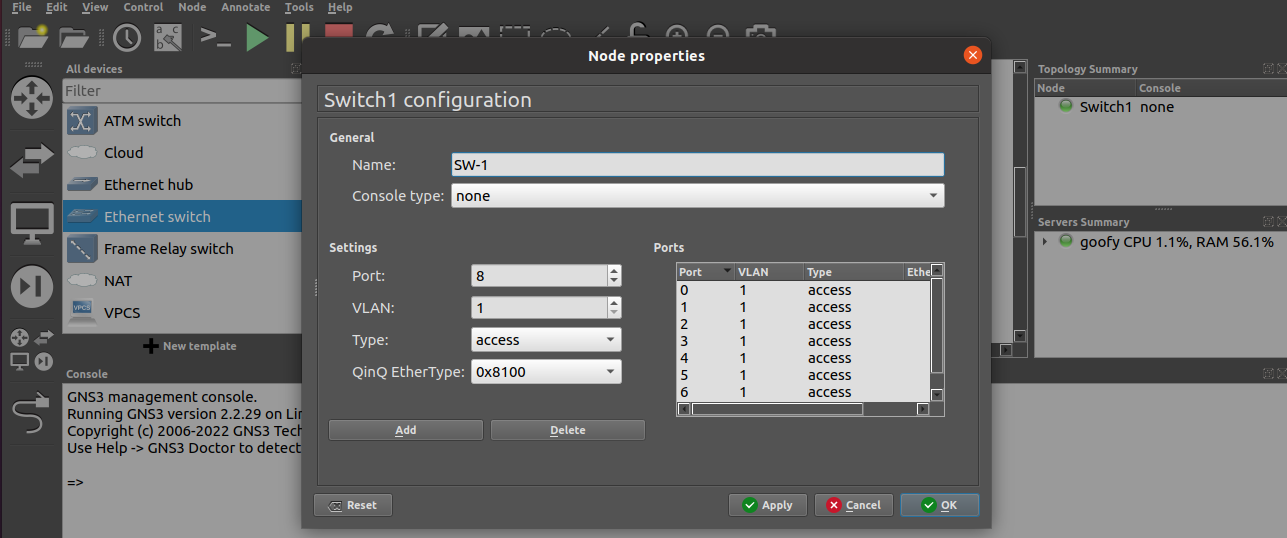 File Edit View Control Node Annotate Tools Help
Node properties
All devices
Filter
ATM switch
Cloud
Ethernet hub
Ethernet switch
Frame Relay switch
NAT
VPCS
New template
Switch1 configuration
General
Name: SW-1
Console type: none
Settings
Port: 8
VLAN: 1
Type: access
QinQ EtherType: 0x8100
Add Delete
Ports
Port VLAN Type Ethe
0 1 access
1 1 access
2 1 access
3 1 access
4 1 access
5 1 access
6 1 access
Reset Apply Cancel OK
Topology Summary
Node Console
Switch1 none
Servers Summary
goofy CPU 1.1%, RAM 56.1%
Console
GNS3 management console.
Running GNS3 version 2.2.29 on Lin
Copyright (c) 2006-2022 GNS3 Tech
Use Help -> GNS3 Doctor to detect
=>